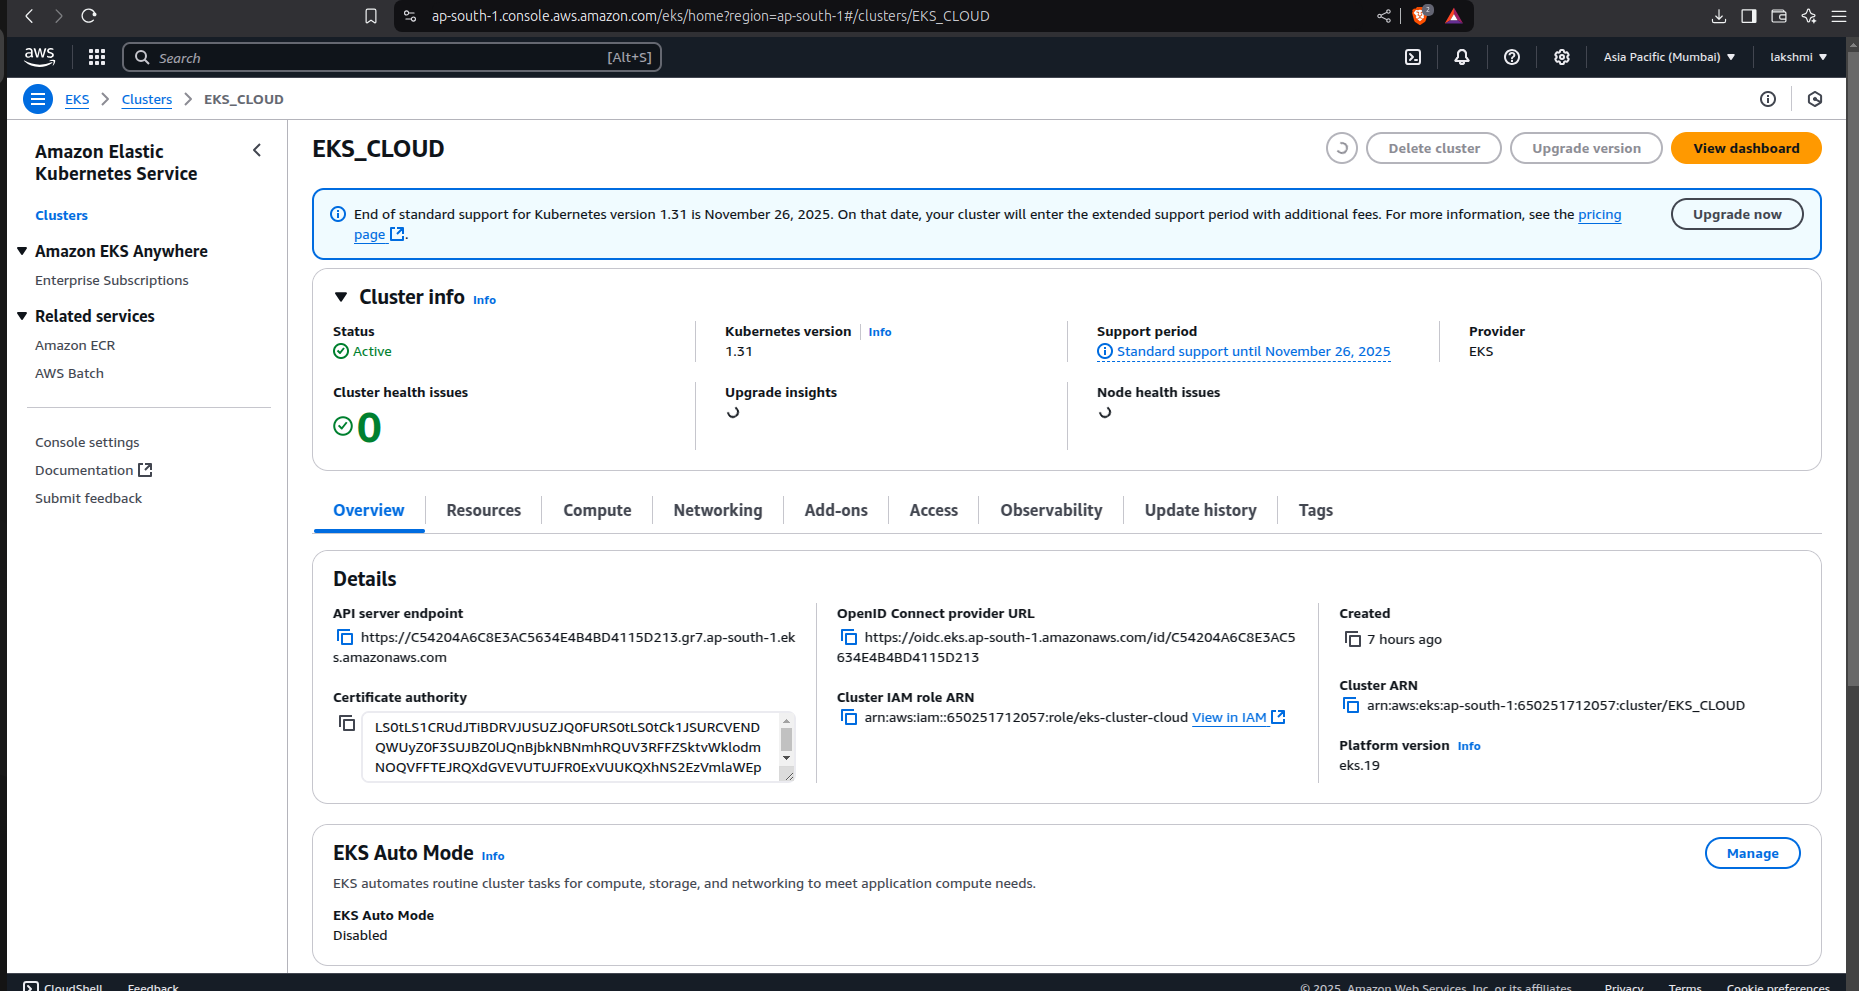 ap-south-1.console.aws.amazon.com/eks/home?region=ap-south-1#/clusters/EKS_CLOUD
2
aws
Search
[Alt+S]
Asia Pacific (Mumbai)
lakshmi
EKS
Clusters
EKS_CLOUD
Amazon Elastic
Kubernetes Service
Clusters
Amazon EKS Anywhere
Enterprise Subscriptions
Related services
Amazon ECR
AWS Batch
Console settings
Documentation
Submit feedback
EKS_CLOUD
Delete cluster
Upgrade version
View dashboard
End of standard support for Kubernetes version 1.31 is November 26, 2025. On that date, your cluster will enter the extended support period with additional fees. For more information, see the pricing
page.
Upgrade now
Cluster info Info
Status
Active
Kubernetes version Info
1.31
Support period
Standard support until November 26, 2025
Provider
EKS
Cluster health issues
0
Upgrade insights
Node health issues
Overview
Resources
Compute
Networking
Add-ons
Access
Observability
Update history
Tags
Details
API server endpoint
https://C54204A6C8E3AC5634E4B4BD4115D213.gr7.ap-south-1.ek
s.amazonaws.com
Certificate authority
LS0tLS1CRUdJTiBDRVJUSUZJQ0FURS0tLS0tCk1JSURCVEND
QWUyZ0F3SUJBZ0lJQnBjbkNBNmhRQUV3RFFZSktvWklodm
NOQVFFTEJRQXdGVEVUTUJFR0ExVUUKQXhNS2EzVmlaWEp
OpenID Connect provider URL
https://oidc.eks.ap-south-1.amazonaws.com/id/C54204A6C8E3AC5
634E4B4BD4115D213
Cluster IAM role ARN
arn:aws:iam::650251712057:role/eks-cluster-cloud View in IAM
Created
7 hours ago
Cluster ARN
arn:aws:eks:ap-south-1:650251712057:cluster/EKS_CLOUD
Platform version Info
eks.19
EKS Auto Mode Info
Manage
EKS automates routine cluster tasks for compute, storage, and networking to meet application compute needs.
EKS Auto Mode
Disabled
CloudShell
Feedback
© 2025, Amazon Web Services, Inc. or its affiliates.
Privacy
Terms
Cookie preferences